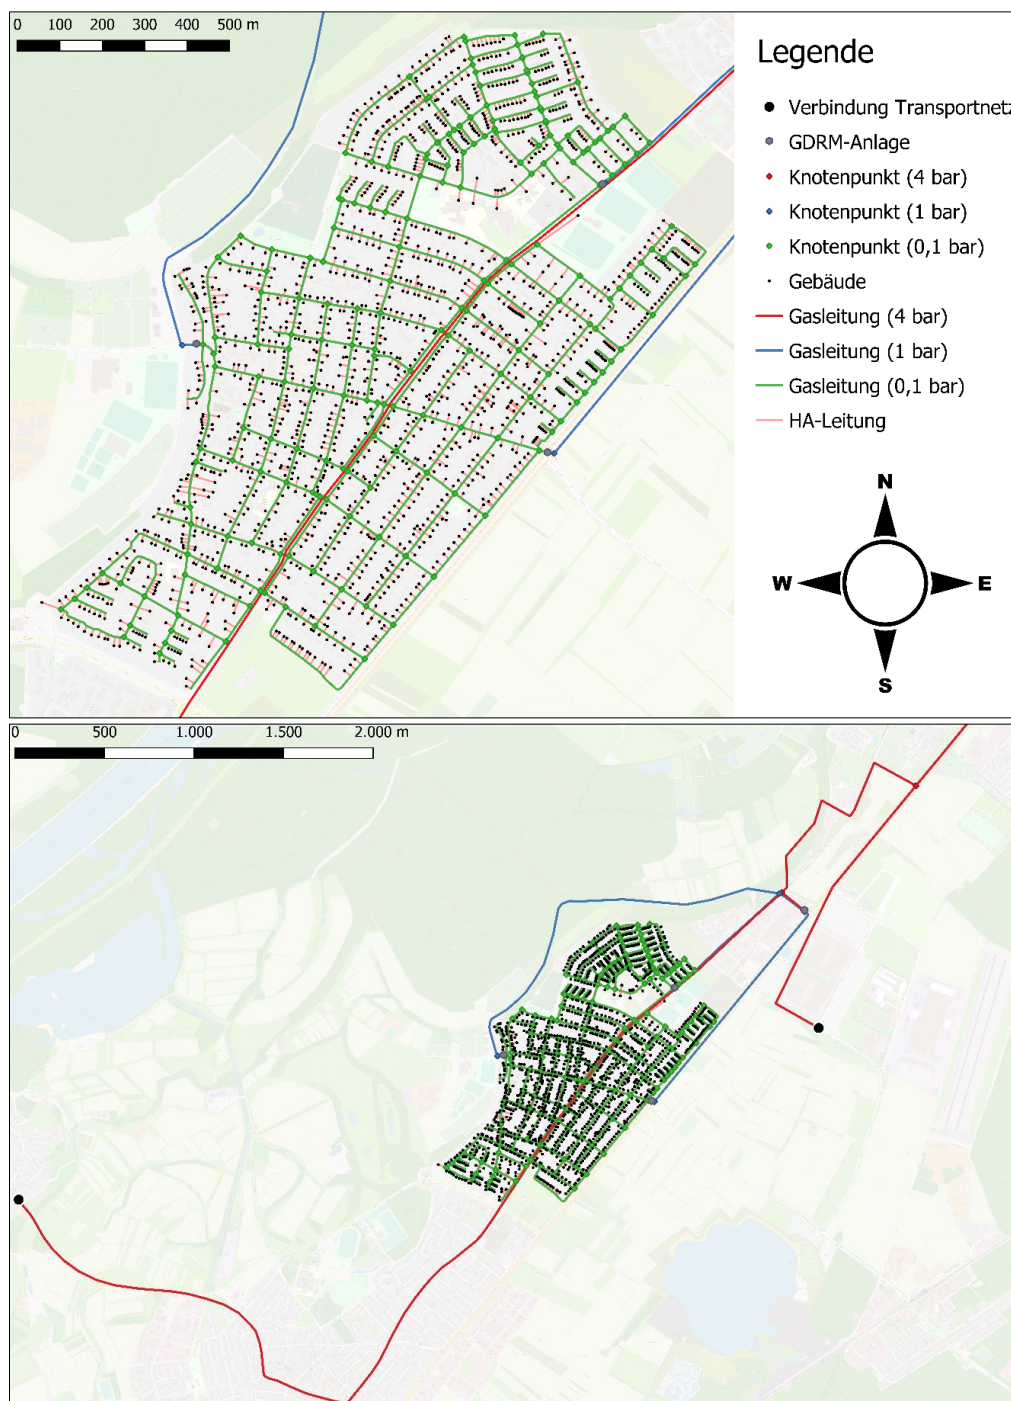 0 100 200 300 400 500 m
Legende
Verbindung Transportnetz
GDRM-Anlage
Knotenpunkt (4 bar)
Knotenpunkt (1 bar)
Knotenpunkt (0,1 bar)
Gebäude
Gasleitung (4 bar)
Gasleitung (1 bar)
Gasleitung (0,1 bar)
HA-Leitung
N
W E
S
0 500 1.000 1.500 2.000 m